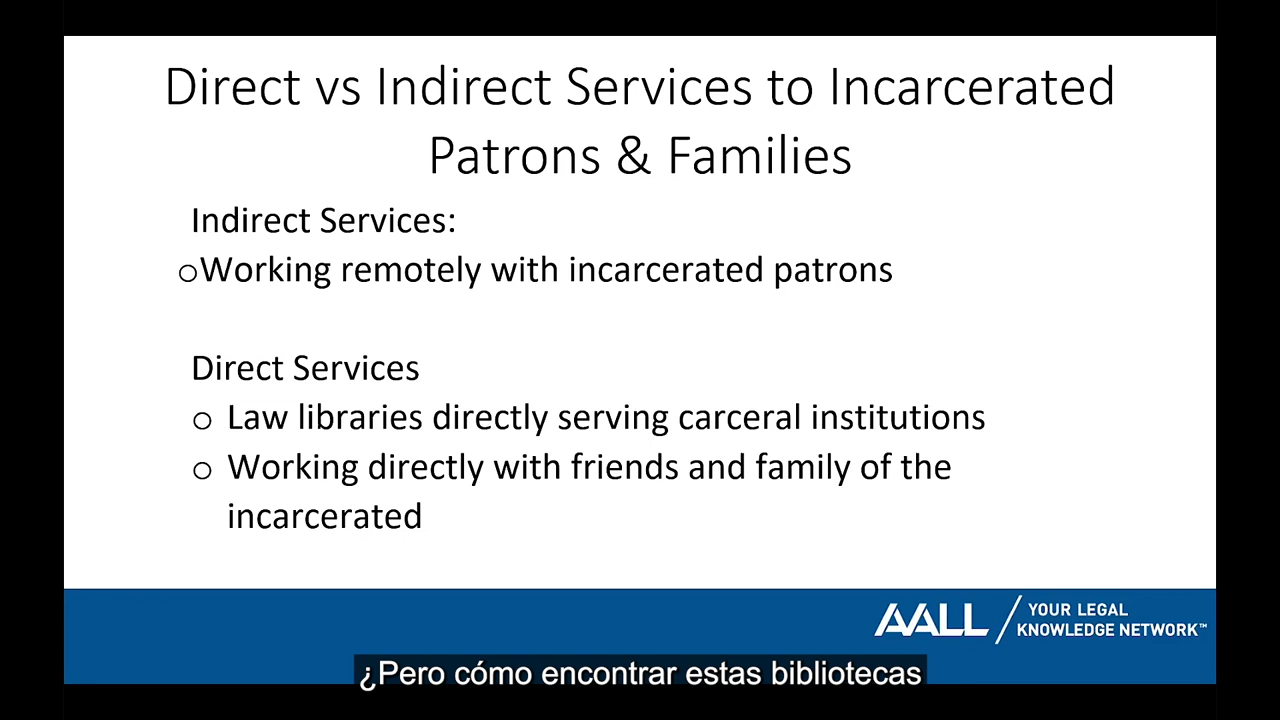 Direct vs Indirect Services to Incarcerated
Patrons & Families
Indirect Services:
oWorking remotely with incarcerated patrons
Direct Services
o Law libraries directly serving carceral institutions
o Working directly with friends and family of the
incarcerated
AALL
YOUR LEGAL
KNOWLEDGE NETWORK™
¿Pero cómo encontrar estas bibliotecas